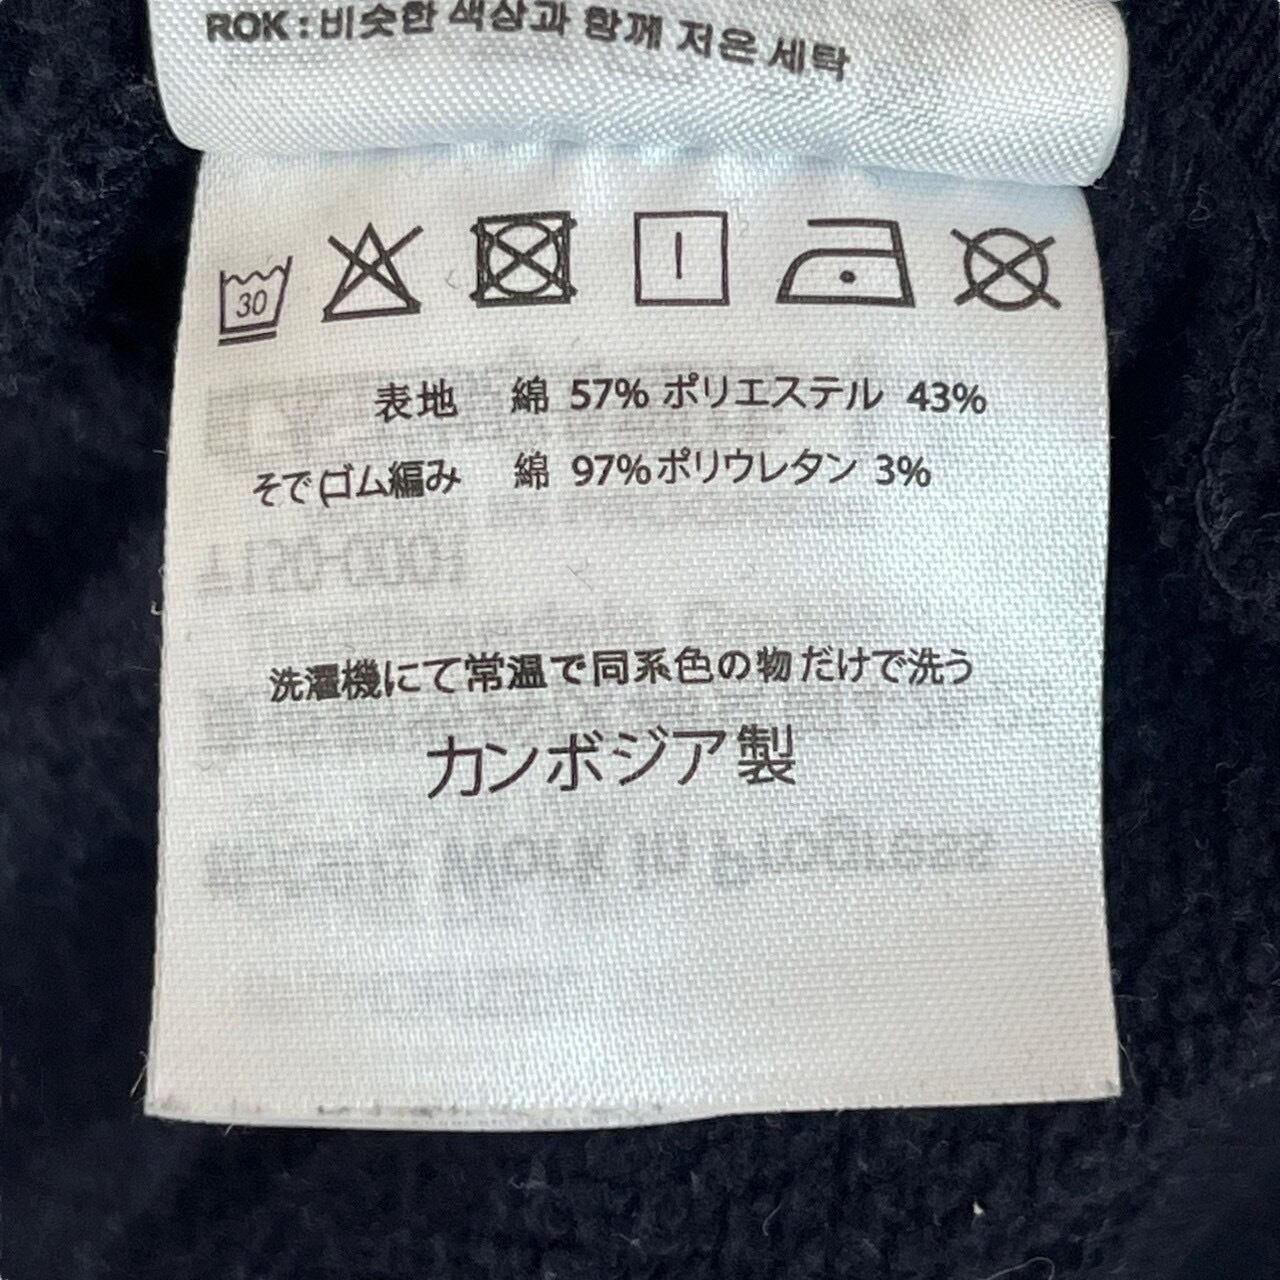 ROK : 비슷한 색상과 함께 저온 세탁
30
表地 綿 57% ポリエステル 43%
そで(ゴム編み 綿 97%ポリウレタン 3%
洗濯機にて常温で同系色の物だけで洗う
カンボジア製